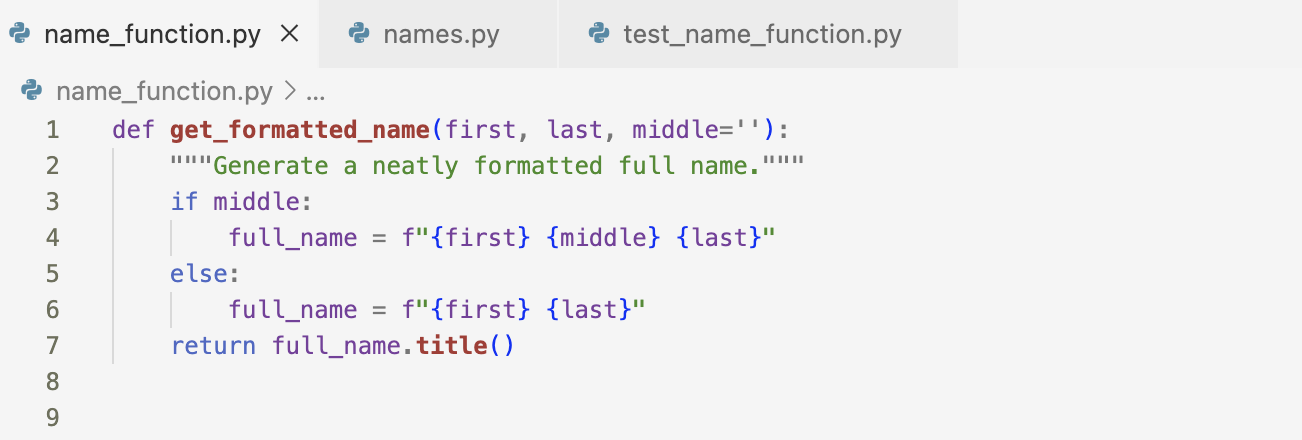 name_function.py × names.py test_name_function.py
name_function.py > ...
1 def get_formatted_name(first, last, middle=''):
2     """Generate a neatly formatted full name."""
3     if middle:
4         full_name = f"{first} {middle} {last}"
5     else:
6         full_name = f"{first} {last}"
7     return full_name.title()
8
9